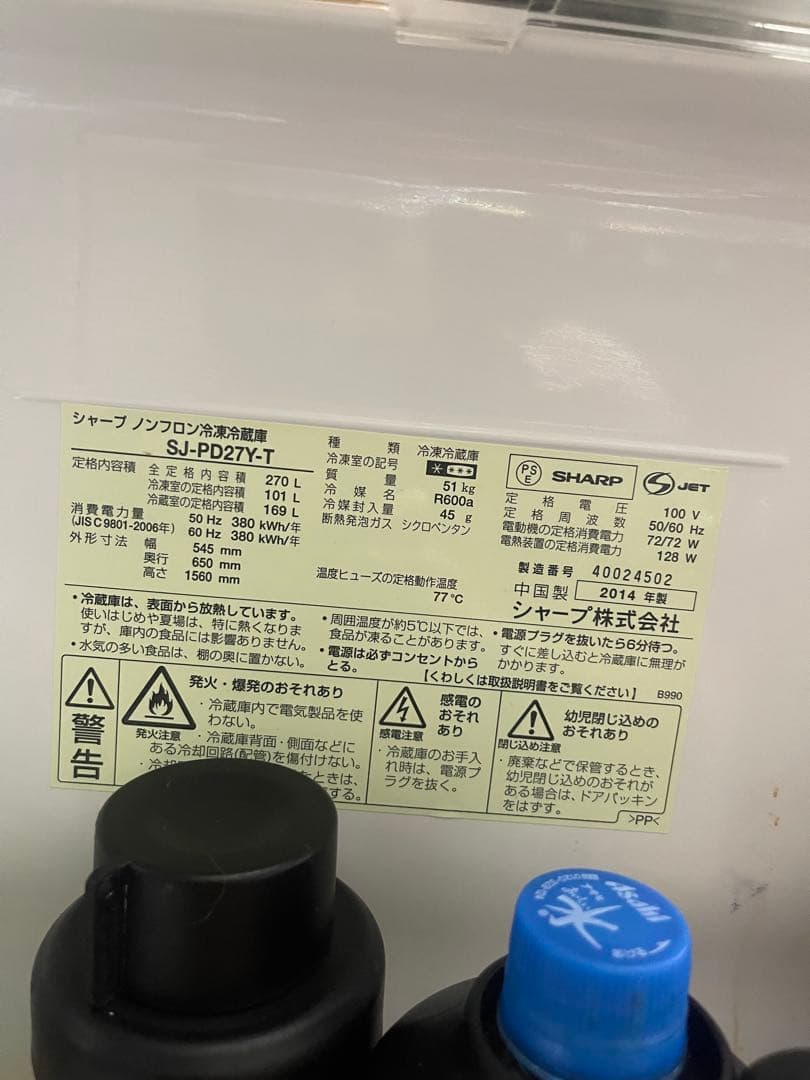 シャープ ノンフロン冷凍冷蔵庫
SJ-PD27Y-T
定格内容積 全定格内容積 270 L
冷凍室の定格内容積 101 L
冷蔵室の定格内容積 169 L
消費電力量 50 Hz 380 kWh/年
(JIS C 9801-2006年) 60 Hz 380 kWh/年
外形寸法 幅 545 mm
奥行 650 mm
高さ 1560 mm
種類 冷凍冷蔵庫
冷凍室の記号
質量 51 kg
冷媒名 R600a
冷媒封入量 45 g
断熱発泡ガス シクロペンタン
温度ヒューズの定格動作温度
77℃
PSE SHARP S JET
定格電圧 100 V
定格周波数 50/60 Hz
電動機の定格消費電力 72/72 W
電熱装置の定格消費電力 128 W
製造番号 40024502
中国製 2014 年製
シャープ株式会社
・冷蔵庫は、表面から放熱しています。
使いはじめや夏場は、特に熱くなりま
すが、庫内の食品には影響ありません。
・水気の多い食品は、棚の奥に置かない。
・周囲温度が約5℃以下では、
食品が凍ることがあります。
・電源は必ずコンセントから
とる。
・電源プラグを抜いたら6分待つ。
すぐに差し込むと冷蔵庫に無理が
かかります。
【くわしくは取扱説明書をご覧ください】 B990
警告
発火・爆発のおそれあり
発火注意
・冷蔵庫内で電気製品を使
わない。
・冷蔵庫背面・側面などに
ある冷却回路(配管)を傷付けない。
・冷却
ときは、
する。
感電の
おそれ
あり
感電注意
・冷蔵庫のお手入
れ時は、電源プ
ラグを抜く。
幼児閉じ込めの
おそれあり
閉じ込め注意
・廃棄などで保管するとき、
幼児閉じ込めのおそれが
ある場合は、ドアパッキン
をはずす。
>PP<
Asahi